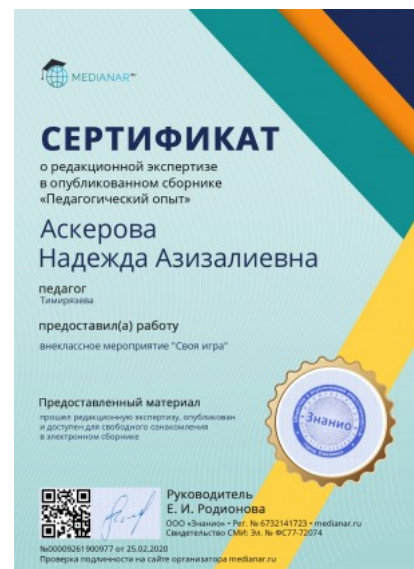 MEDIANAR
СЕРТИФИКАТ
о редакционной экспертизе
в опубликованном сборнике
«Педагогический опыт»
Аскерова
Надежда Азизалиевна
педагог
Тимирязева
предоставил(а) работу
внеклассное мероприятие "Своя игра"
Предоставленный материал
прошел редакционную экспертизу, опубликован
и доступен для свободного ознакомления
в электронном сборнике
Знанио
Руководитель
Е. И. Родионова
ООО «Знанио» • Рег. № 6732141723 • medianar.ru
Свидетельство СМИ: Эл. № ФС77-72074
№00009261900977 от 25.02.2020
Проверка подлинности на сайте организатора medianar.ru